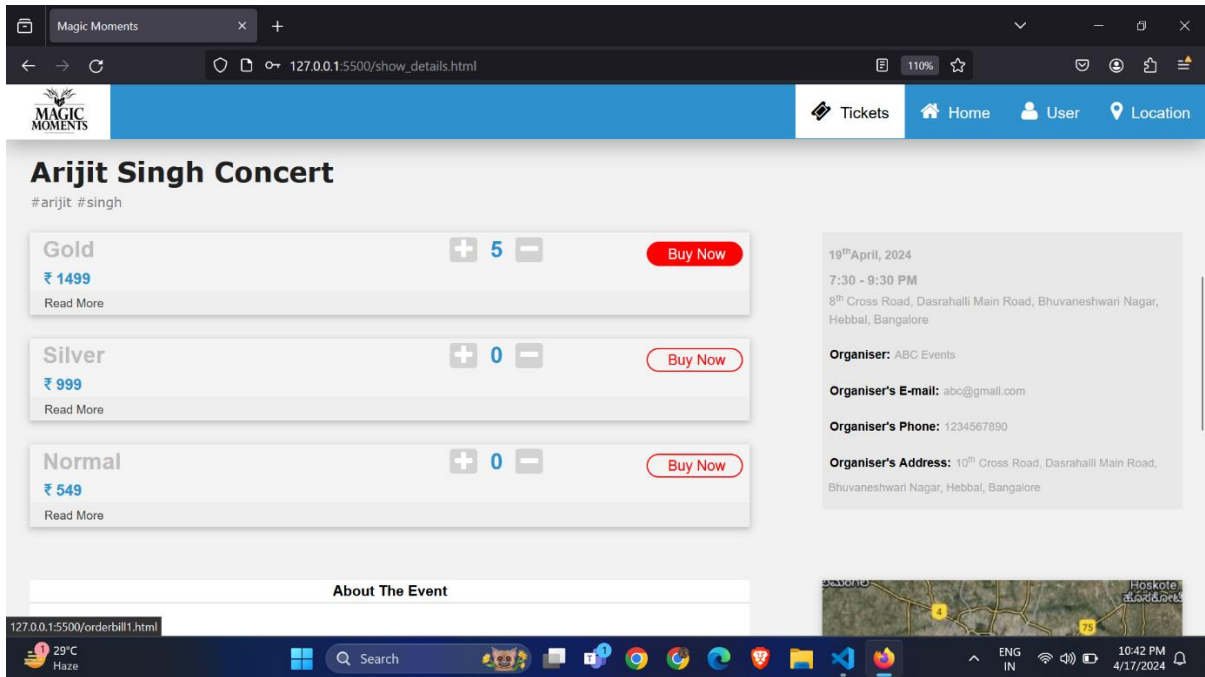 Magic Moments
127.0.0.1:5500/show_details.html
110%
MAGIC
MOMENTS
Tickets
Home
User
Location
Arijit Singh Concert
#arijit #singh
Gold
5
Buy Now
₹ 1499
Read More
Silver
0
Buy Now
₹ 999
Read More
Normal
0
Buy Now
₹ 549
Read More
19thApril, 2024
7:30 - 9:30 PM
8th Cross Road, Dasrahalli Main Road, Bhuvaneshwari Nagar,
Hebbal, Bangalore
Organiser: ABC Events
Organiser's E-mail: abc@gmail.com
Organiser's Phone: 1234567890
Organiser's Address: 10th Cross Road, Dasrahalli Main Road,
Bhuvaneshwari Nagar, Hebbal, Bangalore
About The Event
Hoskote
ಹೊಸಕೋಟೆ
4
75
127.0.0.1:5500/orderbill1.html
1
29°C
Haze
Search
1
ENG
IN
10:42 PM
4/17/2024